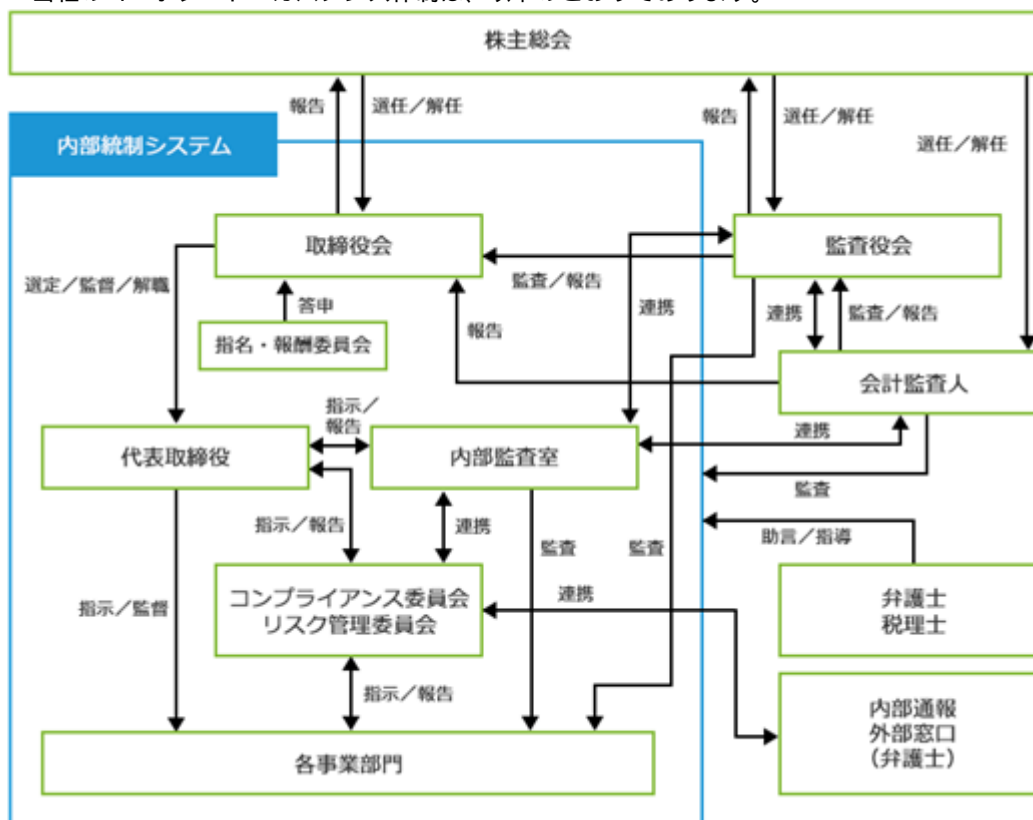 株主総会
報告
選任／解任
報告
選任／解任
選任／解任
内部統制システム
取締役会
監査役会
選定／監督／解職
答申
監査／報告
連携
連携
監査／報告
指名・報酬委員会
報告
会計監査人
指示／
報告
代表取締役
内部監査室
連携
監査
指示／報告
連携
監査
監査
助言／指導
コンプライアンス委員会
リスク管理委員会
連携
弁護士
税理士
指示／監督
指示／報告
内部通報
外部窓口
（弁護士）
各事業部門